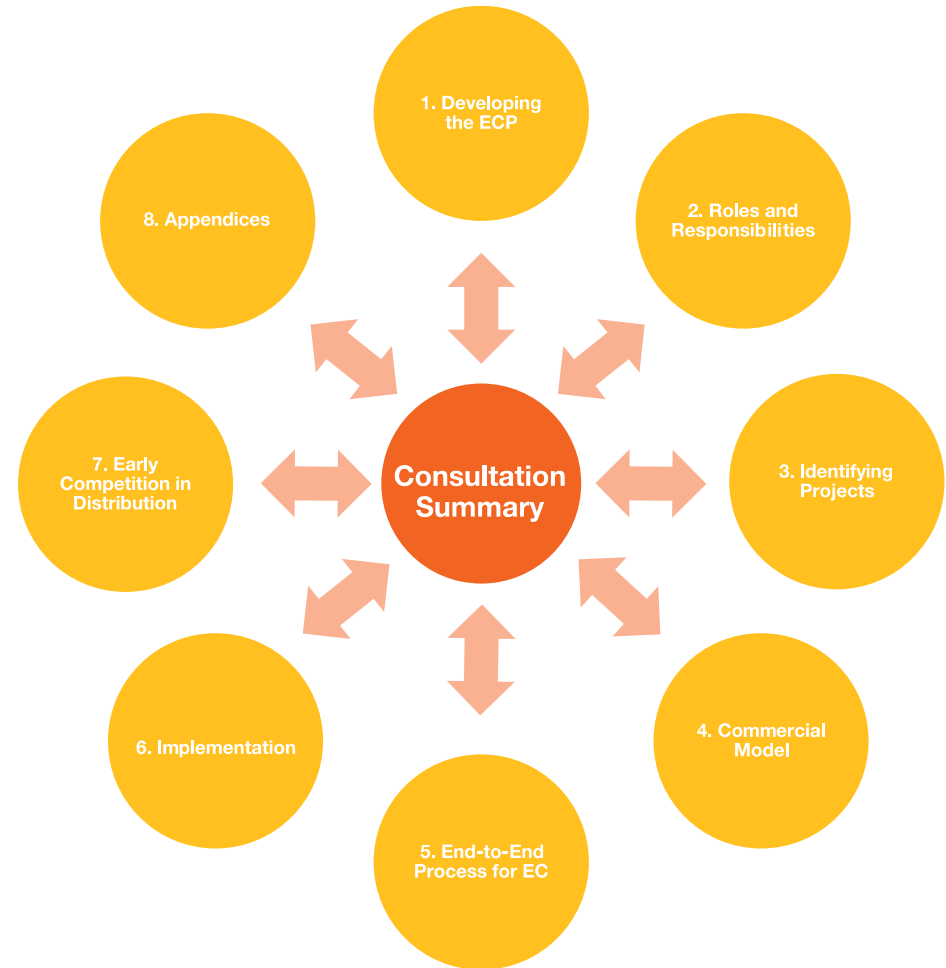 1. Developing
the ECP
2. Roles and
Responsibilities
3. Identifying
Projects
4. Commercial
Model
5. End-to-End
Process for EC
6. Implementation
7. Early
Competition in
Distribution
8. Appendices
Consultation
Summary